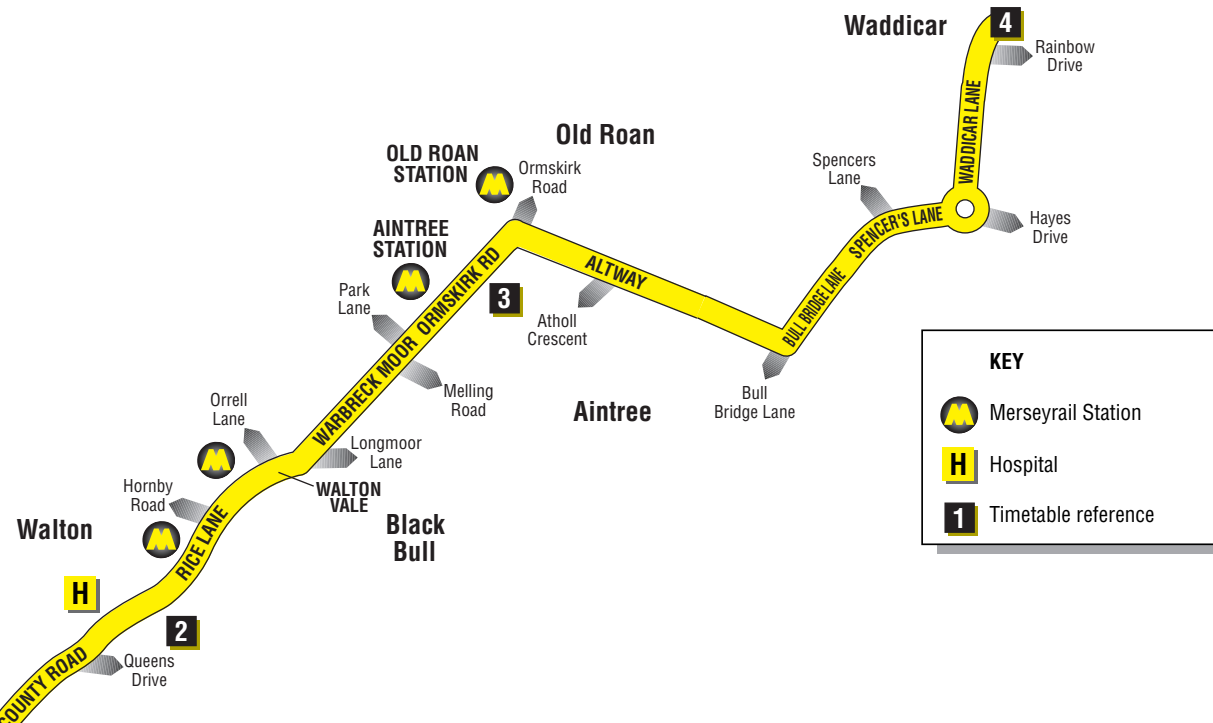 Waddicar
4
Rainbow
Drive
WADDICAR LANE
Old Roan
OLD ROAN
STATION
M
Ormskirk
Road
Spencers
Lane
SPENCER'S LANE
Hayes
Drive
AINTREE
STATION
M
ALTWAY
Park
Lane
ORMSKIRK RD
3
Atholl
Crescent
BULL BRIDGE LANE
WARBRECK MOOR
Melling
Road
Aintree
Bull
Bridge Lane
Orrell
Lane
Longmoor
Lane
M
WALTON
VALE
Hornby
Road
Black
Bull
Walton
M
RICE LANE
H
2
Queens
Drive
COUNTY ROAD
KEY
M
Merseyrail Station
H
Hospital
1
Timetable reference